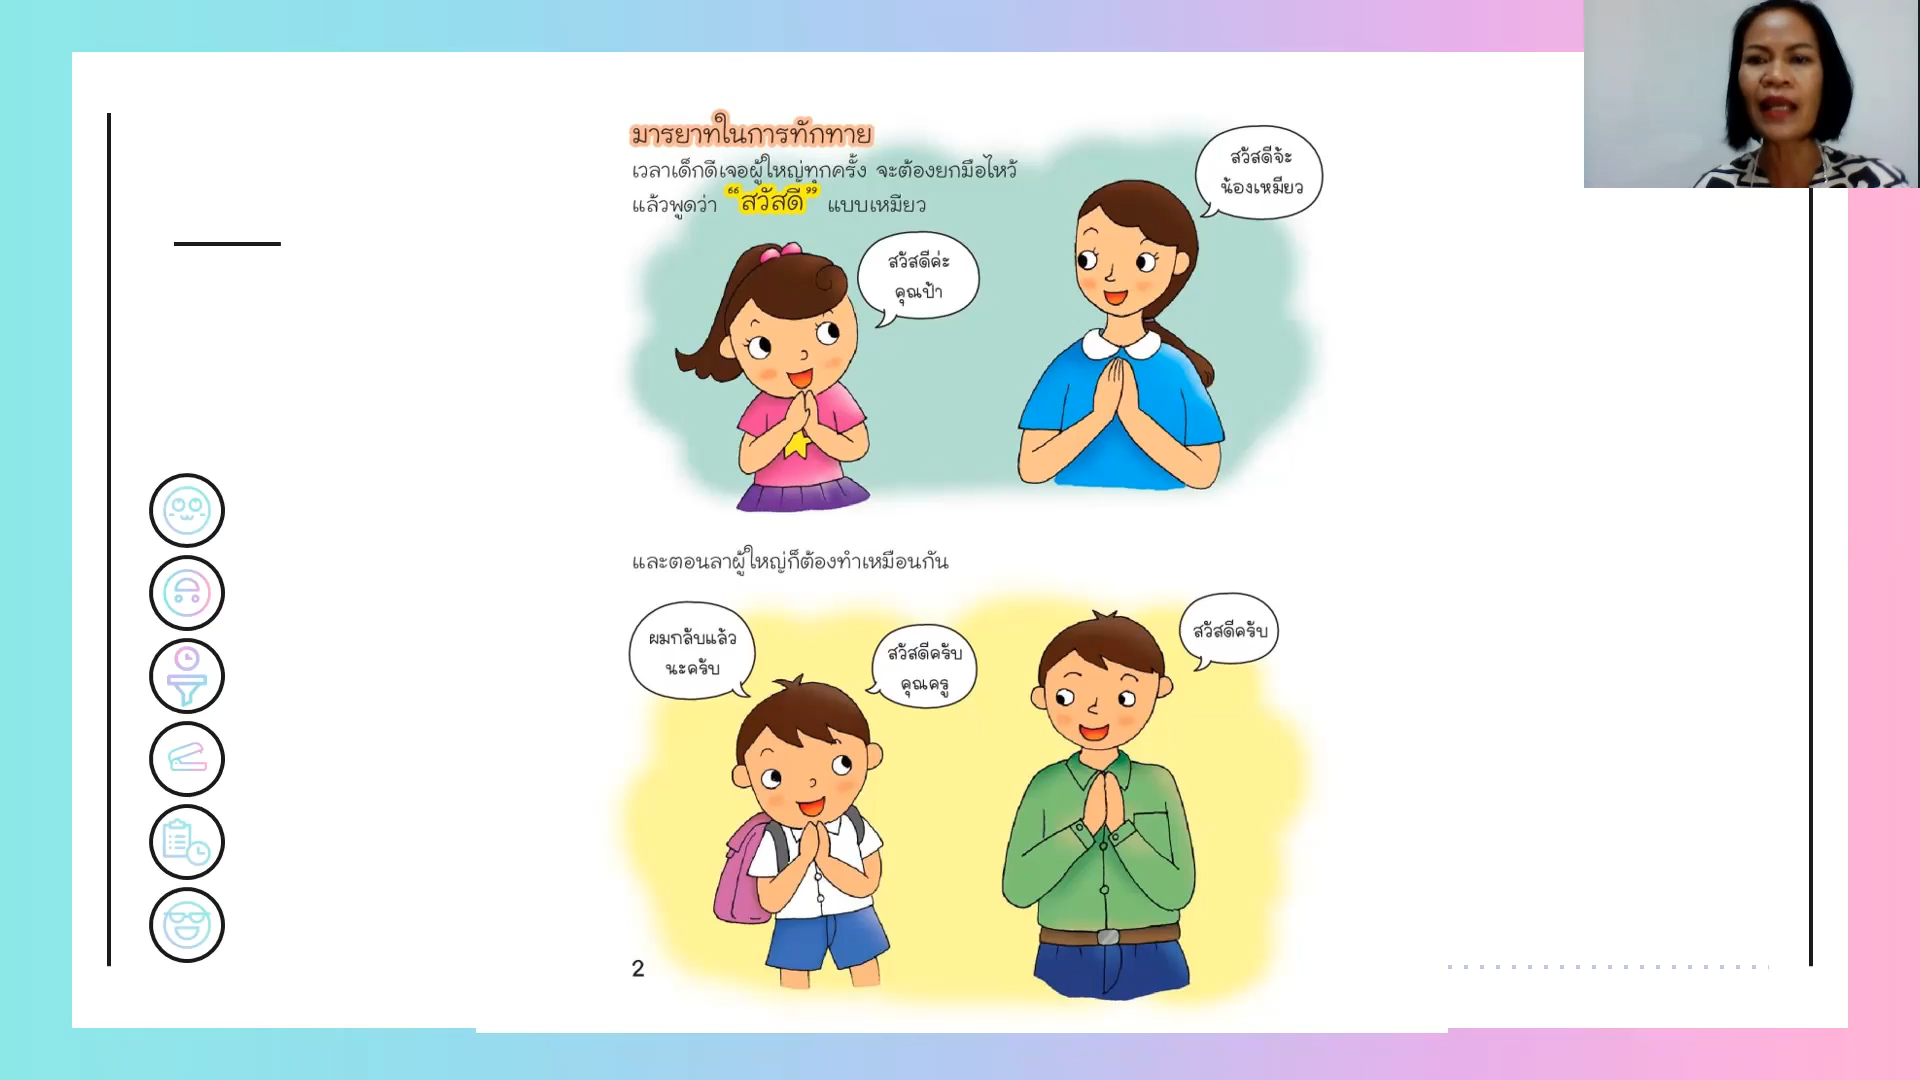 มารยาทในการทักทาย
เวลาเด็กดีเจอผู้ใหญ่ทุกครั้ง จะต้องยกมือไหว้
แล้วพูดว่า “สวัสดี” แบบเหมียว
สวัสดีจ้ะ
น้องเหมียว
สวัสดีค่ะ
คุณป้า
และตอนลาผู้ใหญ่ก็ต้องทำเหมือนกัน
ผมกลับแล้ว
นะครับ
สวัสดีครับ
คุณครู
สวัสดีครับ
2